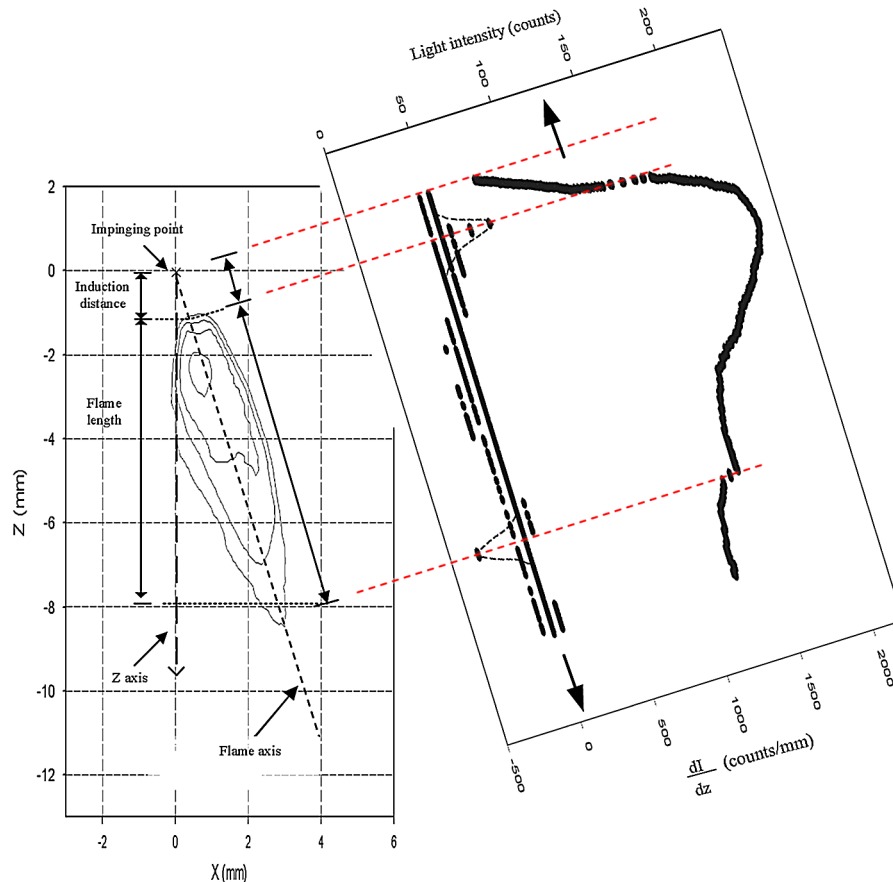 Light intensity (counts)
0
50
100
150
200
2
0
-2
-4
-6
-8
-10
-12
Z (mm)
Impinging point
Induction
distance
Flame
length
Z axis
Flame axis
-2
0
2
4
6
X (mm)
-500
0
500
1000
1500
2000
dI
dz
(counts/mm)